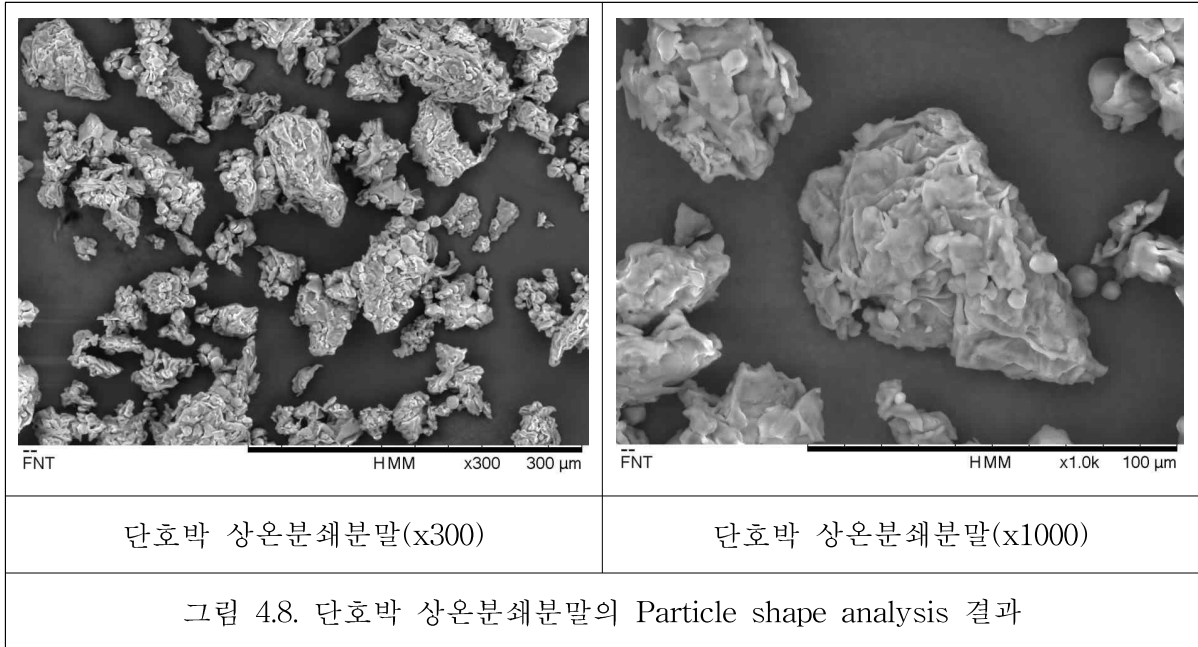 FNT HMM x300 300 μm
FNT HMM x1.0k 100 μm
단호박 상온분쇄분말(x300)
단호박 상온분쇄분말(x1000)
그림 4.8. 단호박 상온분쇄분말의 Particle shape analysis 결과